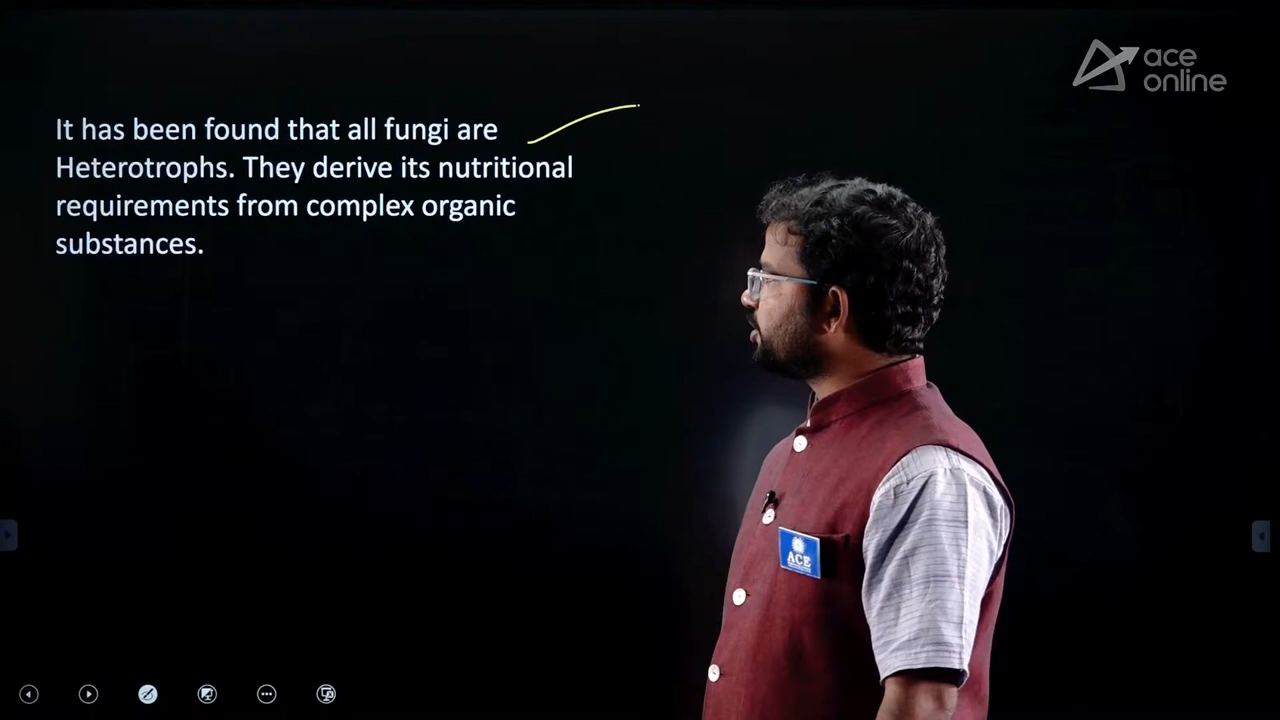 ace
online
It has been found that all fungi are
Heterotrophs. They derive its nutritional
requirements from complex organic
substances.
ACE